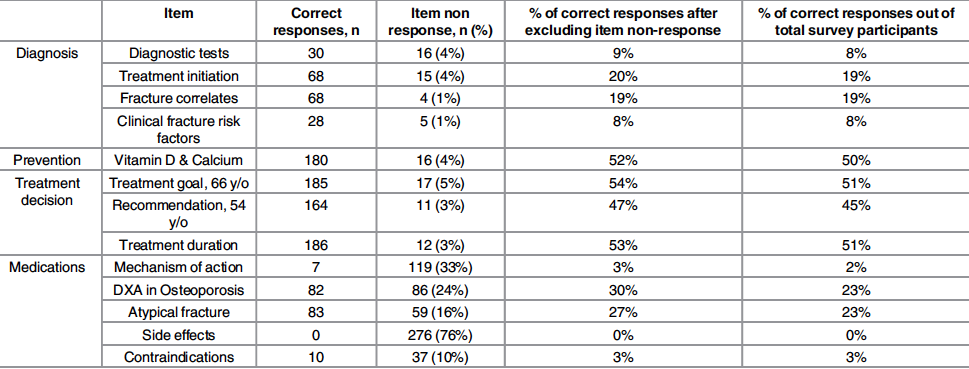 Item Correct responses, n Item non response, n (%) % of correct responses after excluding item non-response % of correct responses out of total survey participants
Diagnosis Diagnostic tests 30 16 (4%) 9% 8%
Treatment initiation 68 15 (4%) 20% 19%
Fracture correlates 68 4 (1%) 19% 19%
Clinical fracture risk factors 28 5 (1%) 8% 8%
Prevention Vitamin D & Calcium 180 16 (4%) 52% 50%
Treatment decision Treatment goal, 66 y/o 185 17 (5%) 54% 51%
Recommendation, 54 y/o 164 11 (3%) 47% 45%
Treatment duration 186 12 (3%) 53% 51%
Medications Mechanism of action 7 119 (33%) 3% 2%
DXA in Osteoporosis 82 86 (24%) 30% 23%
Atypical fracture 83 59 (16%) 27% 23%
Side effects 0 276 (76%) 0% 0%
Contraindications 10 37 (10%) 3% 3%